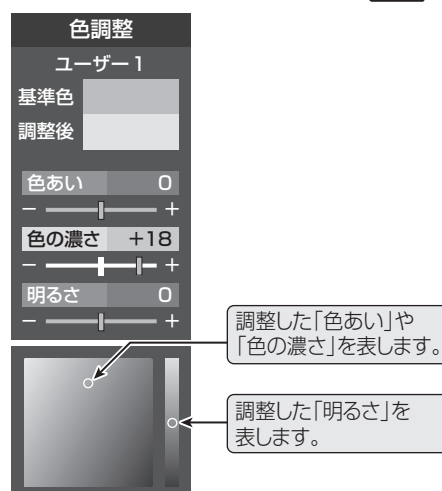 色調整
ユーザー1
基準色
調整後
色あい 0
− +
色の濃さ +18
− +
明るさ 0
− +
調整した「色あい」や
「色の濃さ」を表します。
調整した「明るさ」を
表します。